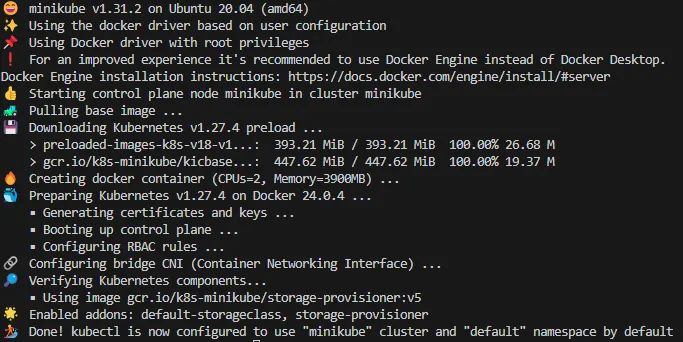 😄 minikube v1.31.2 on Ubuntu 20.04 (amd64)
✨ Using the docker driver based on user configuration
📌 Using Docker driver with root privileges
❗ For an improved experience it's recommended to use Docker Engine instead of Docker Desktop.
Docker Engine installation instructions: https://docs.docker.com/engine/install/#server
👍 Starting control plane node minikube in cluster minikube
🚜 Pulling base image ...
💾 Downloading Kubernetes v1.27.4 preload ...
> preloaded-images-k8s-v18-v1...: 393.21 MiB / 393.21 MiB 100.00% 26.68 M
> gcr.io/k8s-minikube/kicbase...: 447.62 MiB / 447.62 MiB 100.00% 19.37 M
🔥 Creating docker container (CPUs=2, Memory=3900MB) ...
🐳 Preparing Kubernetes v1.27.4 on Docker 24.0.4 ...
▪ Generating certificates and keys ...
▪ Booting up control plane ...
▪ Configuring RBAC rules ...
🔗 Configuring bridge CNI (Container Networking Interface) ...
🔎 Verifying Kubernetes components...
▪ Using image gcr.io/k8s-minikube/storage-provisioner:v5
🌟 Enabled addons: default-storageclass, storage-provisioner
🏄 Done! kubectl is now configured to use "minikube" cluster and "default" namespace by default